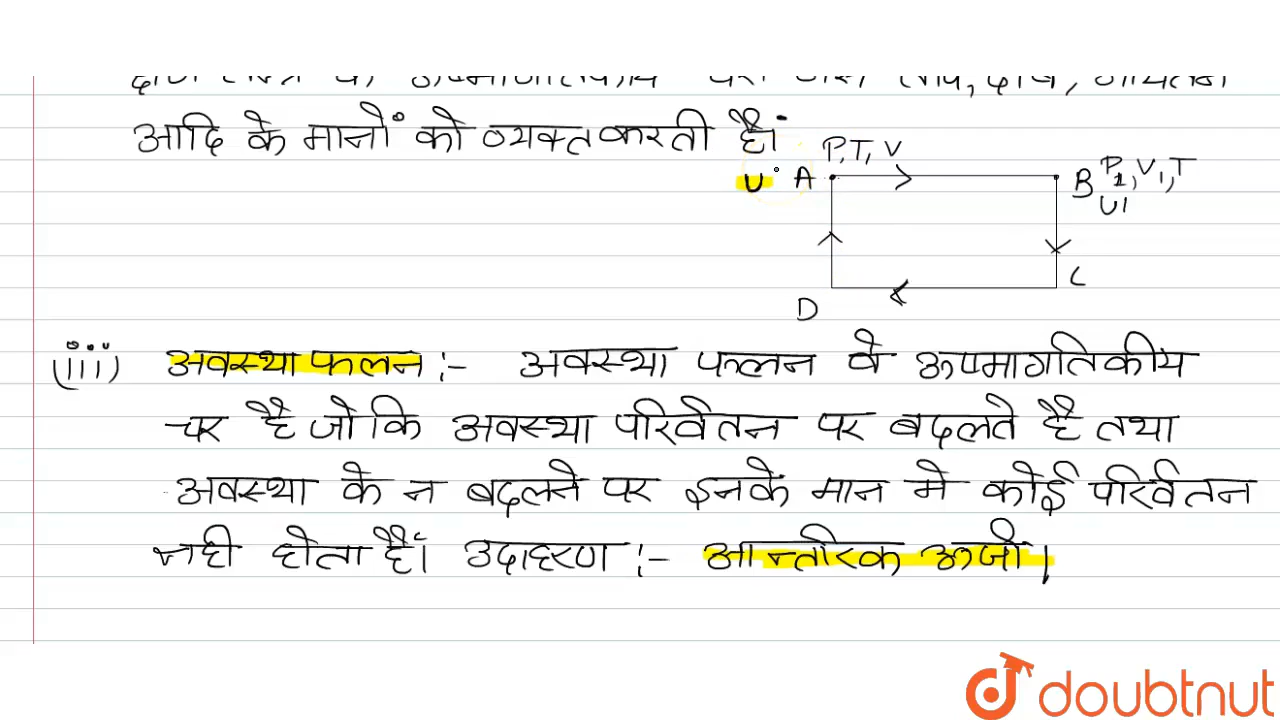 आदि के मानों को व्यक्त करती है।
P, T, V
U A
B P1, V1, T
U1
C
D
(iii) अवस्था फलन :- अवस्था फलन वे ऊष्मागतिकीय
चर है जो कि अवस्था परिवर्तन पर बदलते है तथा
अवस्था के न बदलने पर इनके मान मे कोई परिवर्तन
नही होता है। उदाहरण :- आन्तरिक ऊर्जा।
doubtnut